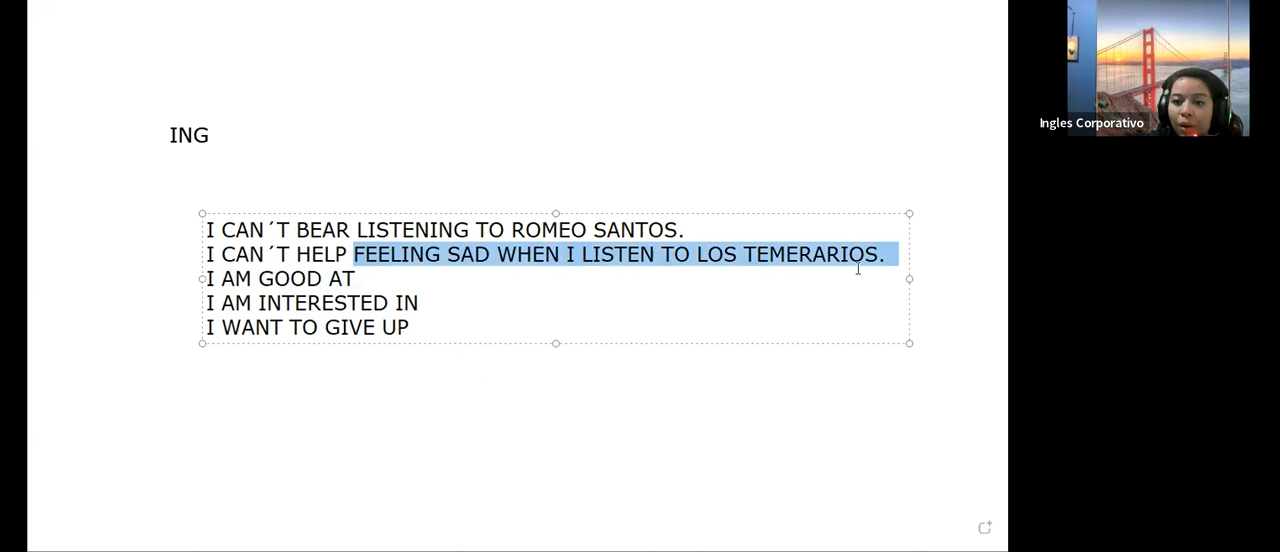 ING
I CAN´T BEAR LISTENING TO ROMEO SANTOS.
I CAN´T HELP FEELING SAD WHEN I LISTEN TO LOS TEMERARIOS.
I AM GOOD AT
I AM INTERESTED IN
I WANT TO GIVE UP
Ingles Corporativo